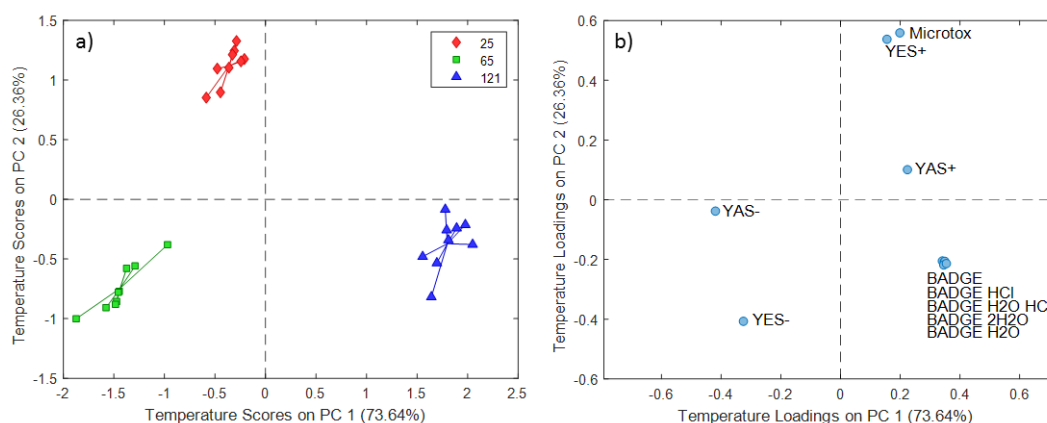 a)
25
65
121
1.5
1
0.5
0
-0.5
-1
-1.5
-2
-1.5
-1
-0.5
0
0.5
1
1.5
2
2.5
Temperature Scores on PC 2 (26.36%)
Temperature Scores on PC 1 (73.64%)
b)
Microtox
YES+
YAS+
YAS-
YES-
BADGE
BADGE HCl
BADGE H2O HC
BADGE 2H2O
BADGE H2O
0.6
0.4
0.2
0
-0.2
-0.4
-0.6
-0.6
-0.4
-0.2
0
0.2
0.4
0.6
Temperature Loadings on PC 2 (26.36%)
Temperature Loadings on PC 1 (73.64%)